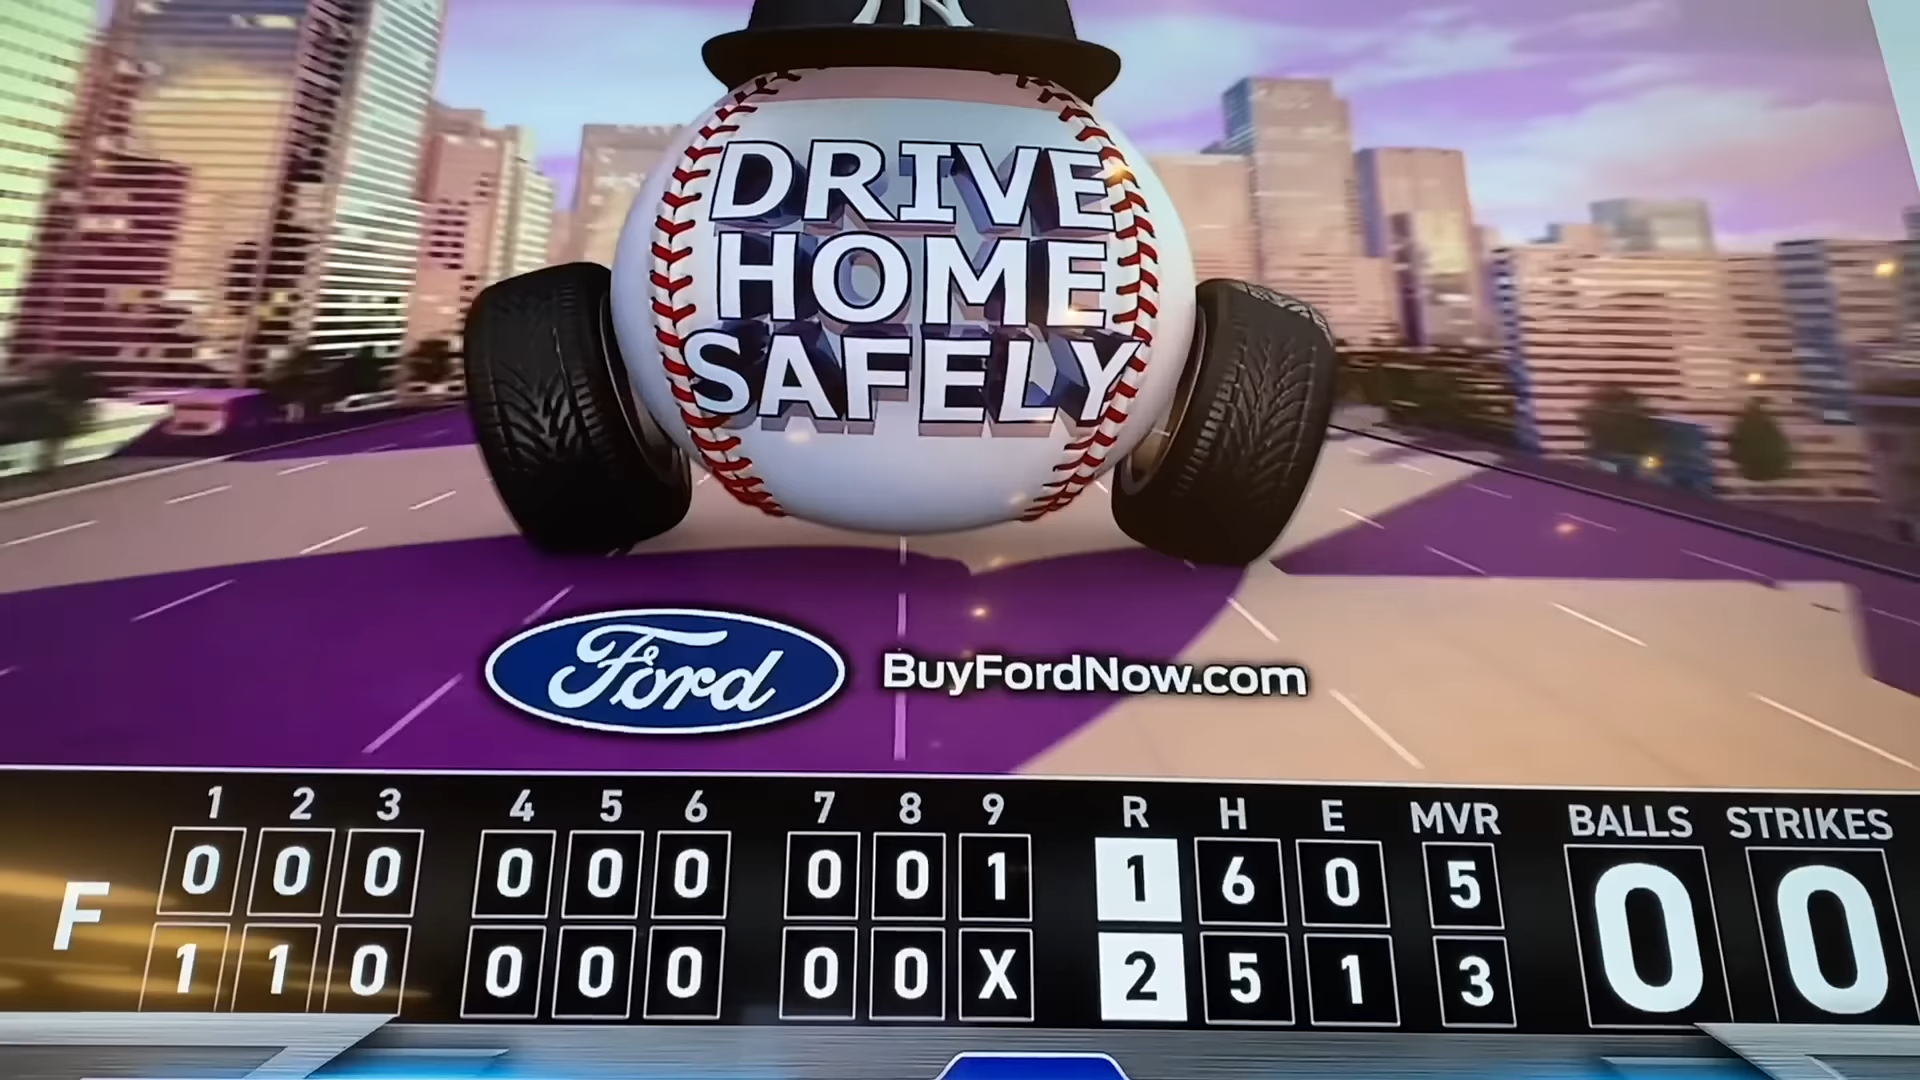 NY
DRIVE
HOME
SAFELY
Ford
BuyFordNow.com
1 2 3 4 5 6 7 8 9 R H E MVR BALLS STRIKES
F
0 0 0 0 0 0 0 0 1 1 6 0 5 0 0
1 1 0 0 0 0 0 0 X 2 5 1 3